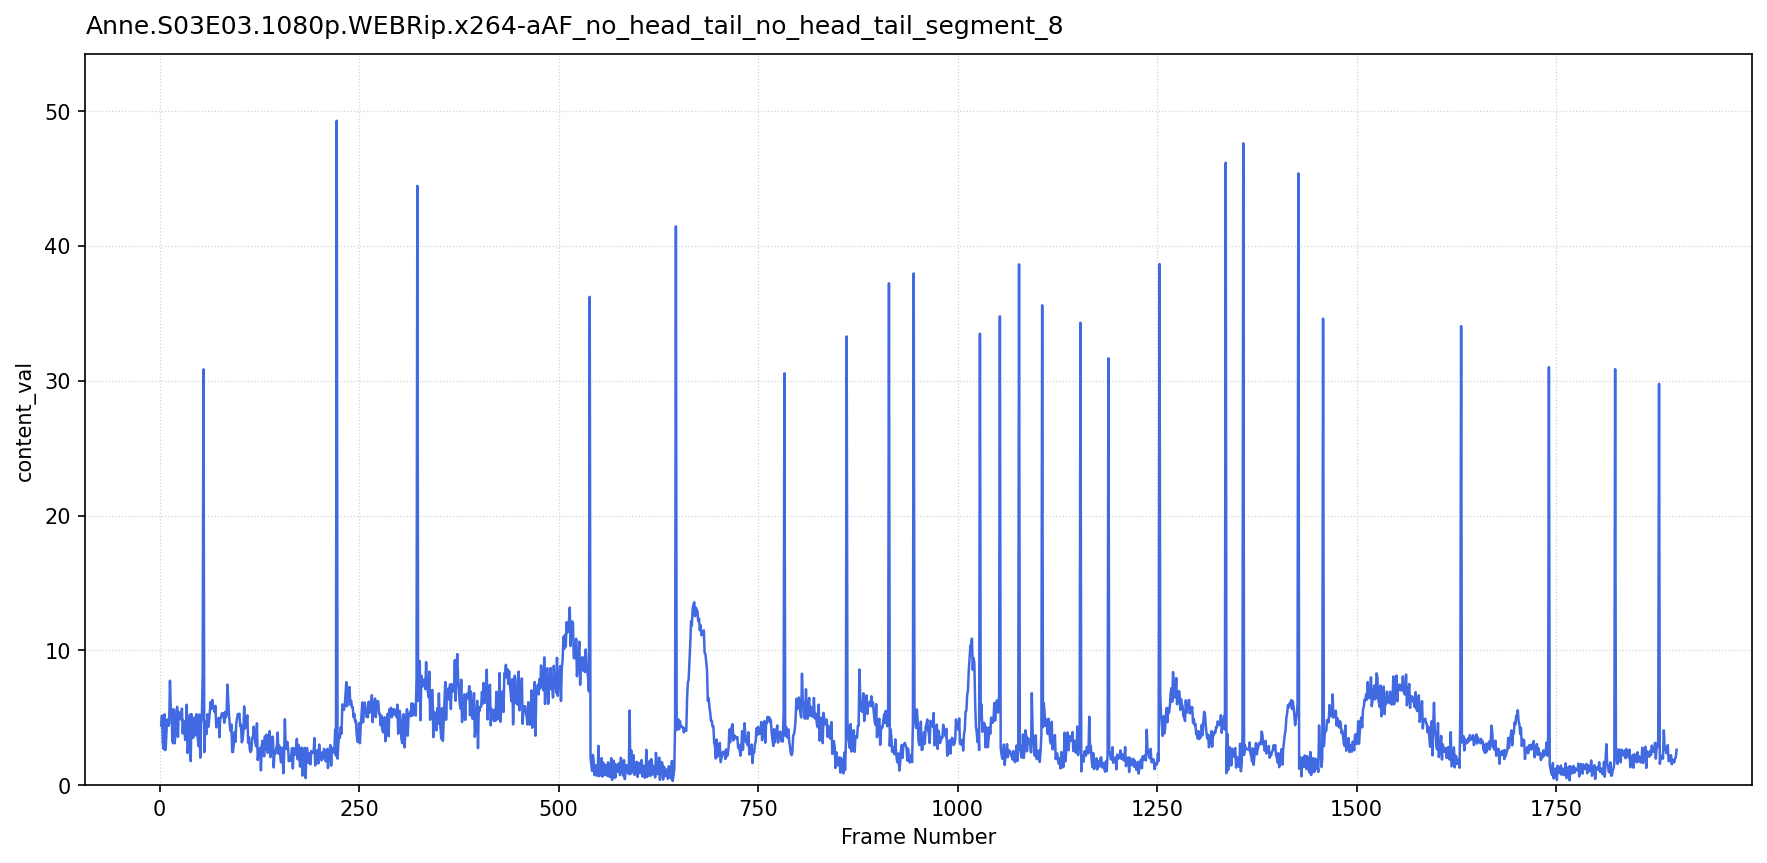 Anne.S03E03.1080p.WEBRip.x264-aAF_no_head_tail_no_head_tail_segment_8
content_val
50
40
30
20
10
0
0 250 500 750 1000 1250 1500 1750
Frame Number